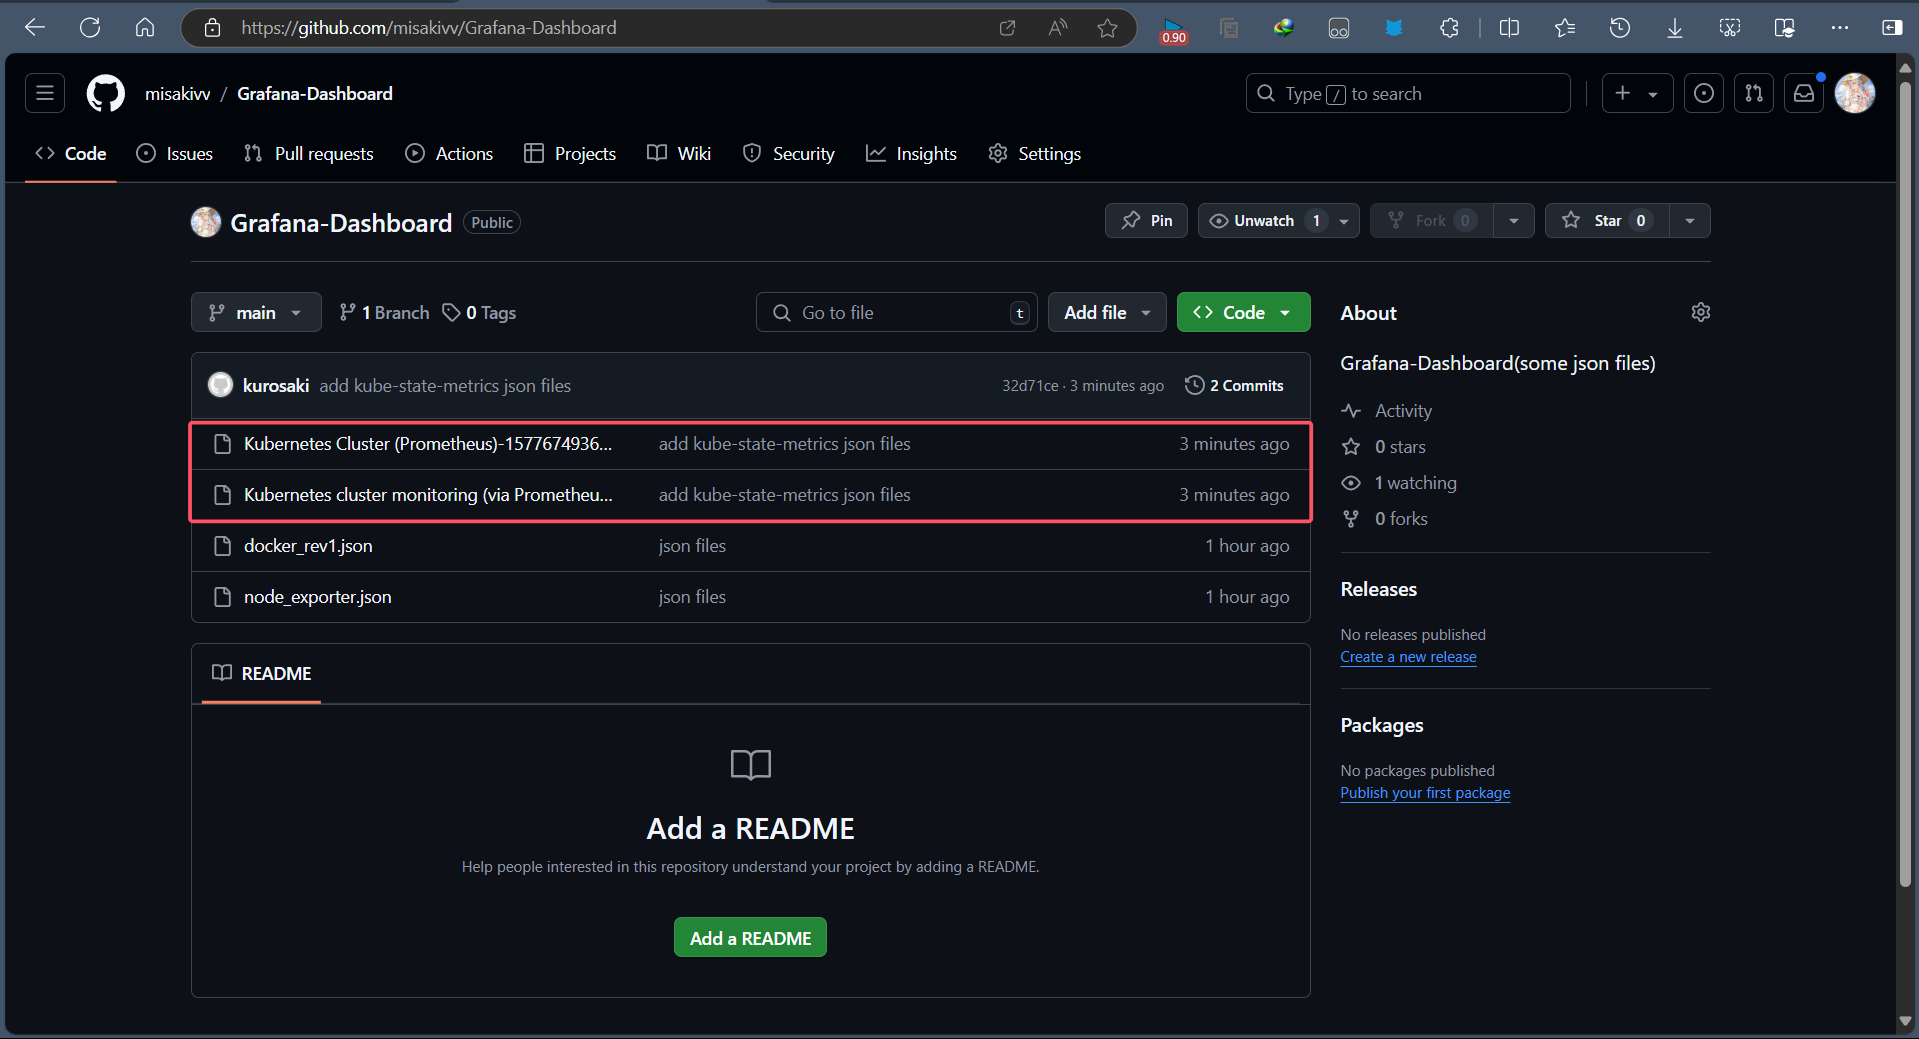 https://github.com/misakivv/Grafana-Dashboard
0.90
misakivv / Grafana-Dashboard
Type / to search
Code Issues Pull requests Actions Projects Wiki Security Insights Settings
Grafana-Dashboard Public
Pin Unwatch 1 Fork 0 Star 0
main 1 Branch 0 Tags Go to file t Add file Code
About
Grafana-Dashboard(some json files)
Activity
0 stars
1 watching
0 forks
kurosaki add kube-state-metrics json files 32d71ce · 3 minutes ago 2 Commits
Kubernetes Cluster (Prometheus)-1577674936... add kube-state-metrics json files 3 minutes ago
Kubernetes cluster monitoring (via Prometheu... add kube-state-metrics json files 3 minutes ago
docker_rev1.json json files 1 hour ago
node_exporter.json json files 1 hour ago
Releases
No releases published
Create a new release
Packages
No packages published
Publish your first package
README
Add a README
Help people interested in this repository understand your project by adding a README.
Add a README